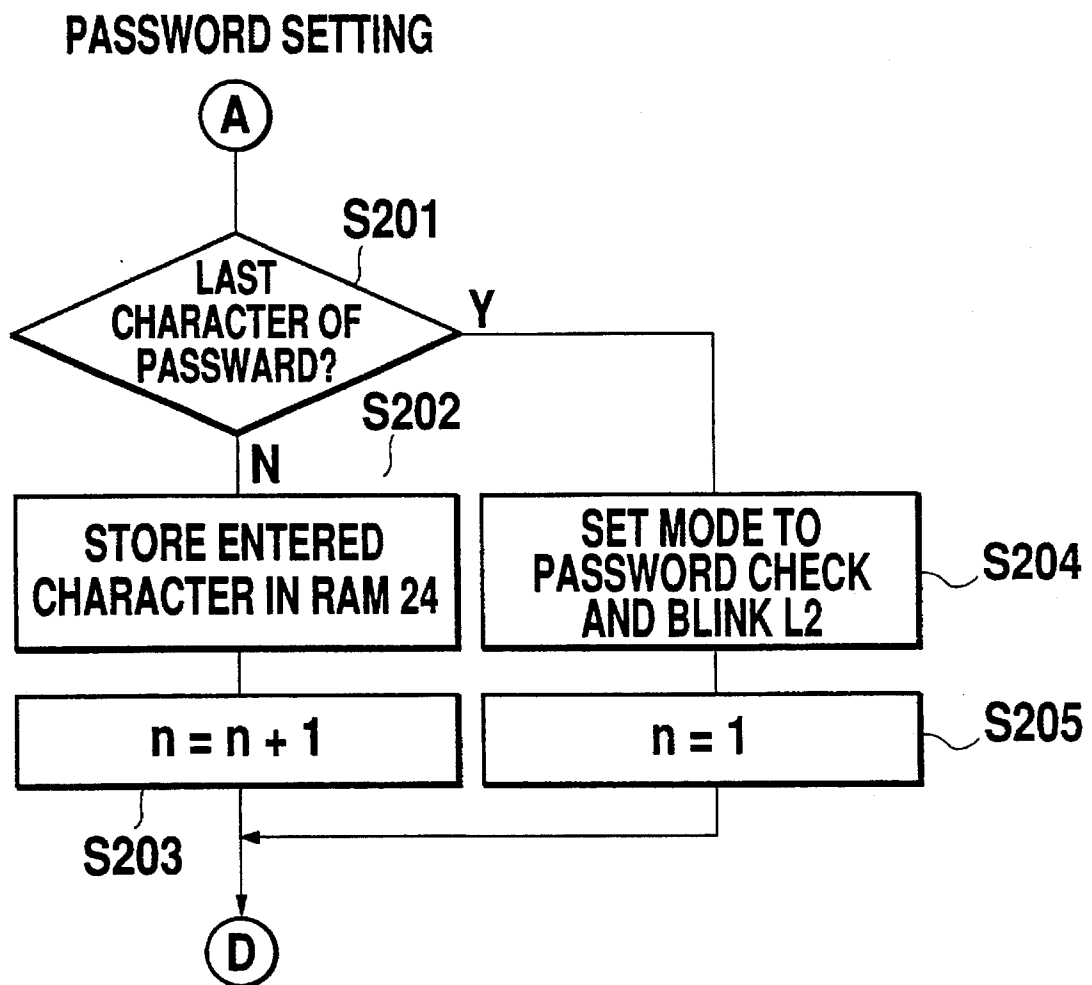 PASSWORD SETTING
A
S201
LAST
CHARACTER OF
PASSWARD?
Y
N
S202
STORE ENTERED
CHARACTER IN RAM 24
SET MODE TO
PASSWORD CHECK
AND BLINK L2
S204
n = n + 1
n = 1
S205
S203
D